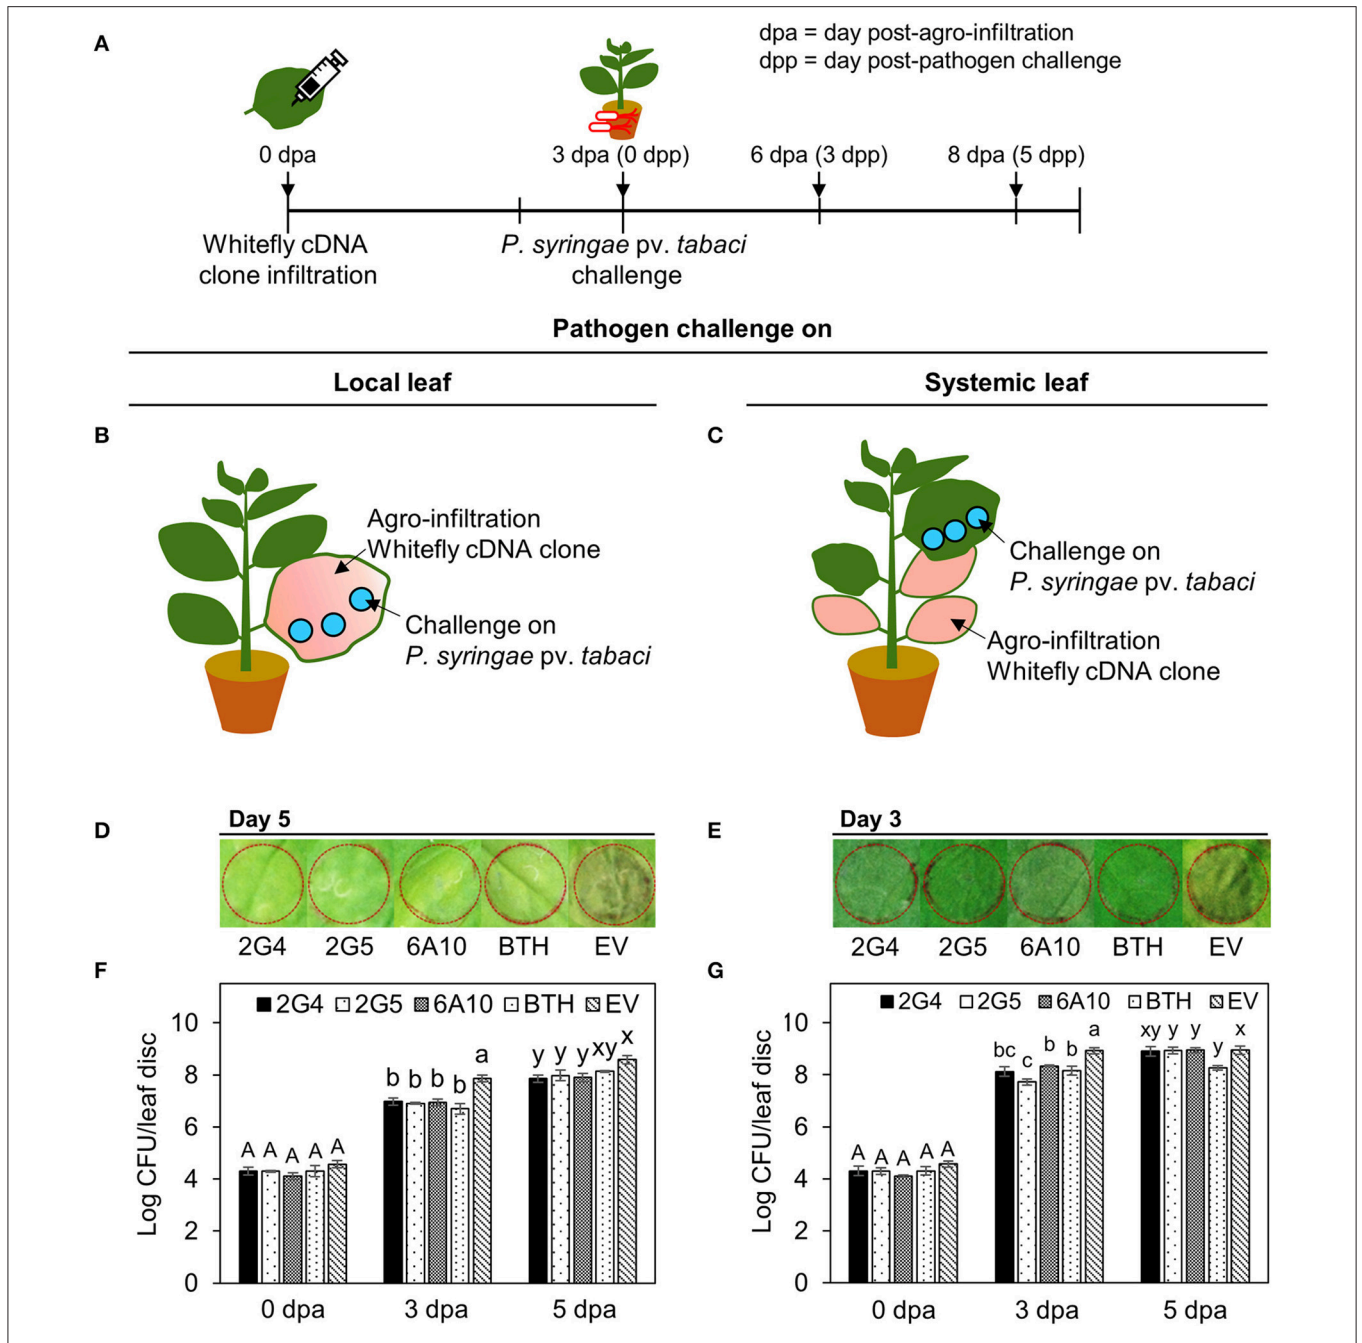 A
dpa = day post-agro-infiltration
dpp = day post-pathogen challenge
0 dpa
3 dpa (0 dpp)
6 dpa (3 dpp)
8 dpa (5 dpp)
Whitefly cDNA
clone infiltration
P. syringae pv. tabaci
challenge
Pathogen challenge on
Local leaf
Systemic leaf
B
Agro-infiltration
Whitefly cDNA clone
Challenge on
P. syringae pv. tabaci
C
Challenge on
P. syringae pv. tabaci
Agro-infiltration
Whitefly cDNA clone
D
Day 5
2G4 2G5 6A10 BTH EV
E
Day 3
2G4 2G5 6A10 BTH EV
F
2G4 2G5 6A10 BTH EV
Log CFU/leaf disc
10
8
6
4
2
0
A A A A A
b b b b a
y y y xy x
0 dpa 3 dpa 5 dpa
G
2G4 2G5 6A10 BTH EV
Log CFU/leaf disc
10
8
6
4
2
0
A A A A A
bc c b b a
xy y y y x
0 dpa 3 dpa 5 dpa